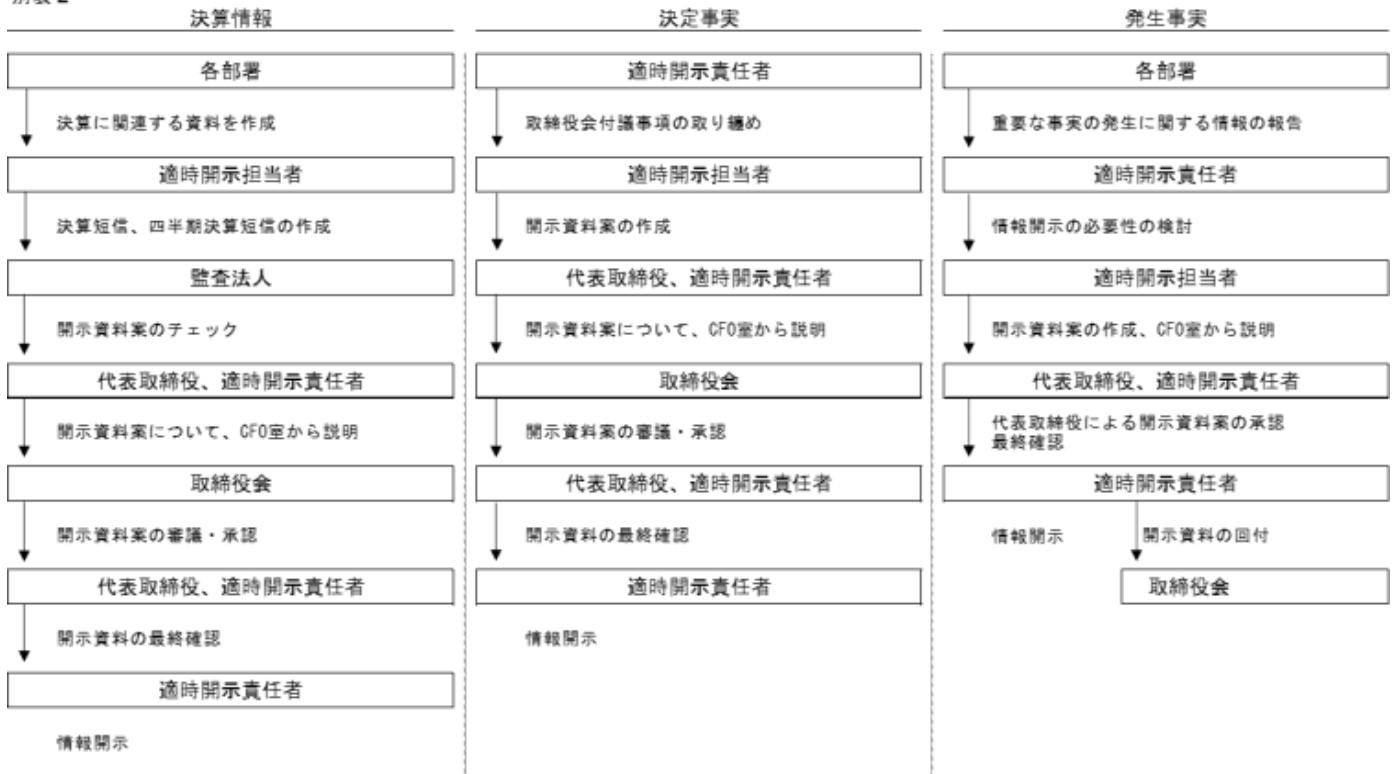 決算情報
各部署
決算に関連する資料を作成
適時開示担当者
決算短信、四半期決算短信の作成
監査法人
開示資料案のチェック
代表取締役、適時開示責任者
開示資料案について、CFO室から説明
取締役会
開示資料案の審議・承認
代表取締役、適時開示責任者
開示資料の最終確認
適時開示責任者
情報開示
決定事実
適時開示責任者
取締役会付議事項の取り纏め
適時開示担当者
開示資料案の作成
代表取締役、適時開示責任者
開示資料案について、CFO室から説明
取締役会
開示資料案の審議・承認
代表取締役、適時開示責任者
開示資料の最終確認
適時開示責任者
情報開示
発生事実
各部署
重要な事実の発生に関する情報の報告
適時開示責任者
情報開示の必要性の検討
適時開示担当者
開示資料案の作成、CFO室から説明
代表取締役、適時開示責任者
代表取締役による開示資料案の承認
最終確認
適時開示責任者
情報開示
開示資料の回付
取締役会